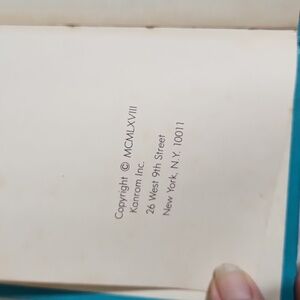 Copyright © MCMLXVIII
Kanrom Inc.
26 West 9th Street
New York, N.Y. 10011